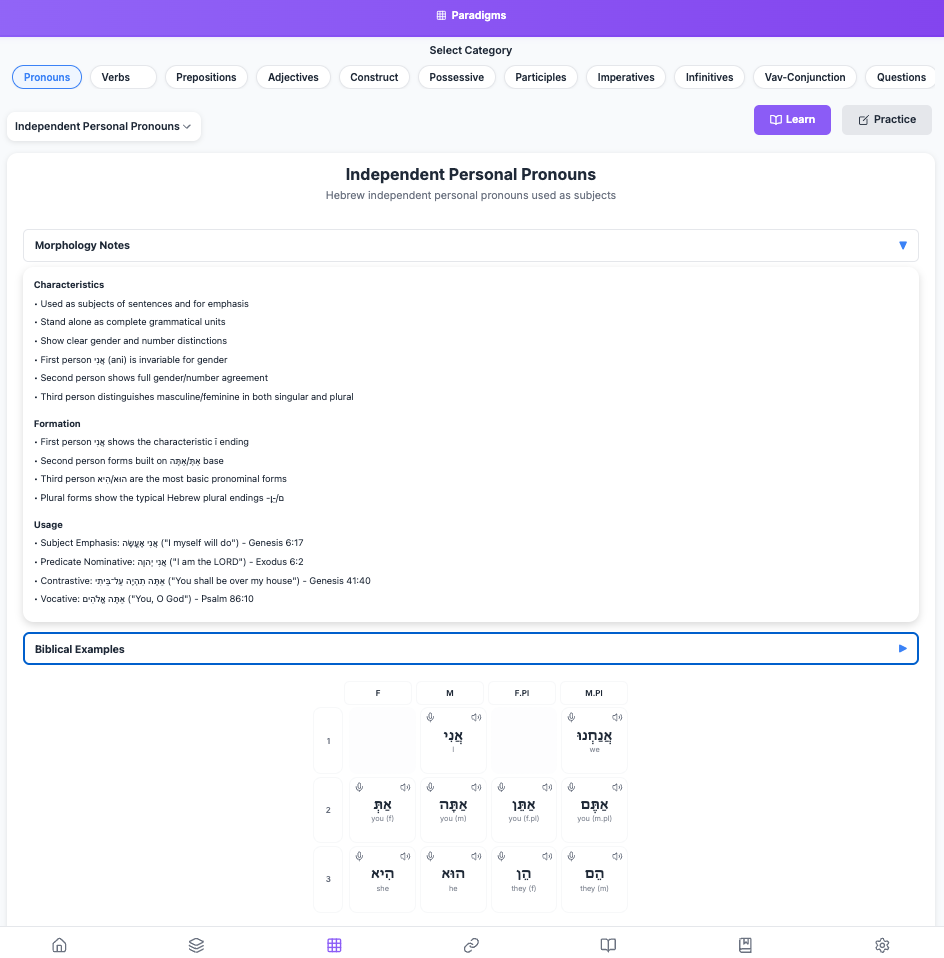 Paradigms
Select Category
Pronouns Verbs Prepositions Adjectives Construct Possessive Participles Imperatives Infinitives Vav-Conjunction Questions
Independent Personal Pronouns
Learn Practice
Independent Personal Pronouns
Hebrew independent personal pronouns used as subjects
Morphology Notes
Characteristics
• Used as subjects of sentences and for emphasis
• Stand alone as complete grammatical units
• Show clear gender and number distinctions
• First person אֲנִי (ani) is invariable for gender
• Second person shows full gender/number agreement
• Third person distinguishes masculine/feminine in both singular and plural
Formation
• First person אֲנִי shows the characteristic ī ending
• Second person forms built on אַתְּ/אַתָּה base
• Third person הוּא/הִיא are the most basic pronominal forms
• Plural forms show the typical Hebrew plural endings -ם/-ן
Usage
• Subject Emphasis: אֲנִי אֶעֱשֶׂה ("I myself will do") - Genesis 6:17
• Predicate Nominative: אֲנִי יְהוָה ("I am the LORD") - Exodus 6:2
• Contrastive: אַתָּה תִהְיֶה עַל־בֵּיתִי ("You shall be over my house") - Genesis 41:40
• Vocative: אַתָּה אֱלֹהִים ("You, O God") - Psalm 86:10
Biblical Examples
F M F.Pl M.Pl
1
אֲנִי אֲנַחְנוּ
I we
2
אַתְּ אַתָּה אַתֵּן אַתֶּם
you (f) you (m) you (f.pl) you (m.pl)
3
הִיא הוּא הֵן הֵם
she he they (f) they (m)